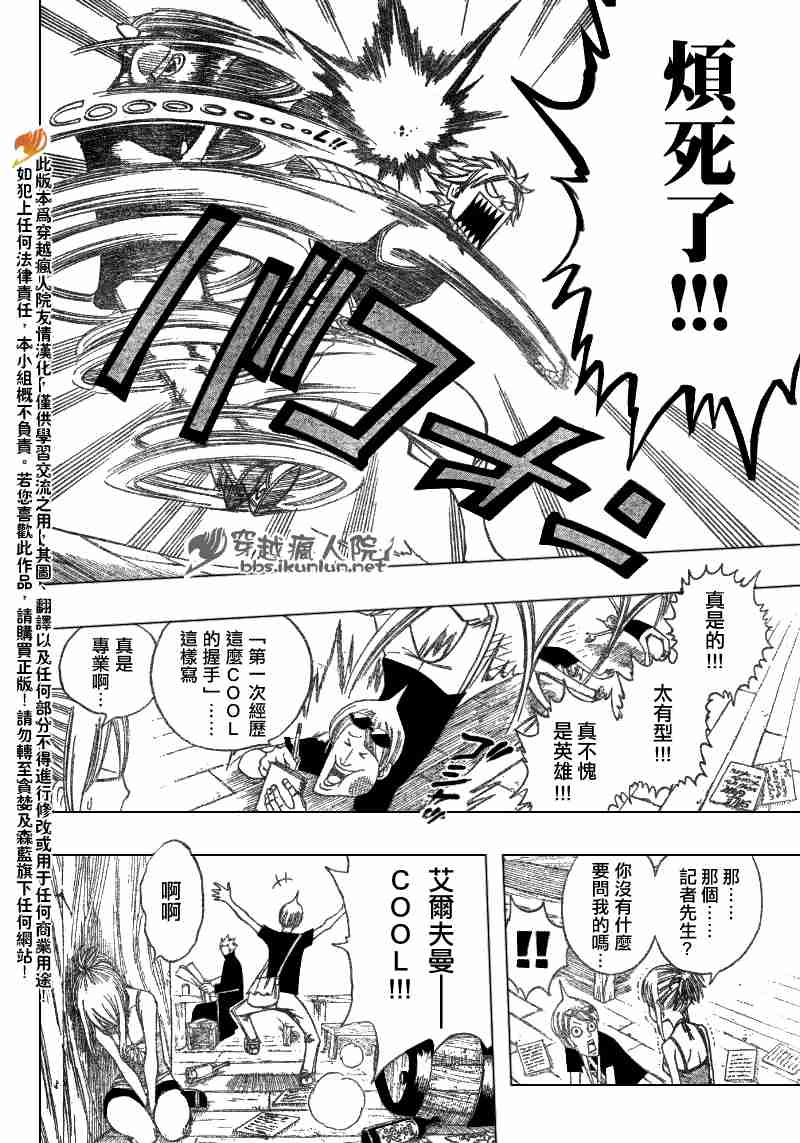 煩死了!!!
COOOOOOOOOOL!!
バコォーン
穿越瘋人院
bbs.ikunlun.net
真是的!!!
太有型!!!
真不愧
是英雄!!!
「第一次經歷
這麼COOL
的握手」……
這樣寫
真是
專業啊…
那……
那個……
記者先生?
你沒有什麼
要問我的嗎…
!!
艾爾夫曼——
COOL!!!
啊啊
此版本爲穿越瘋人院友情漢化,僅供學習交流之用,其圖、翻譯以及任何部分不得進行修改或用于任何商業用途!
如犯上任何法律責任,本小組概不負責。若您喜歡此作品,請購買正版!請勿轉至貪婪及森藍旗下任何網站!